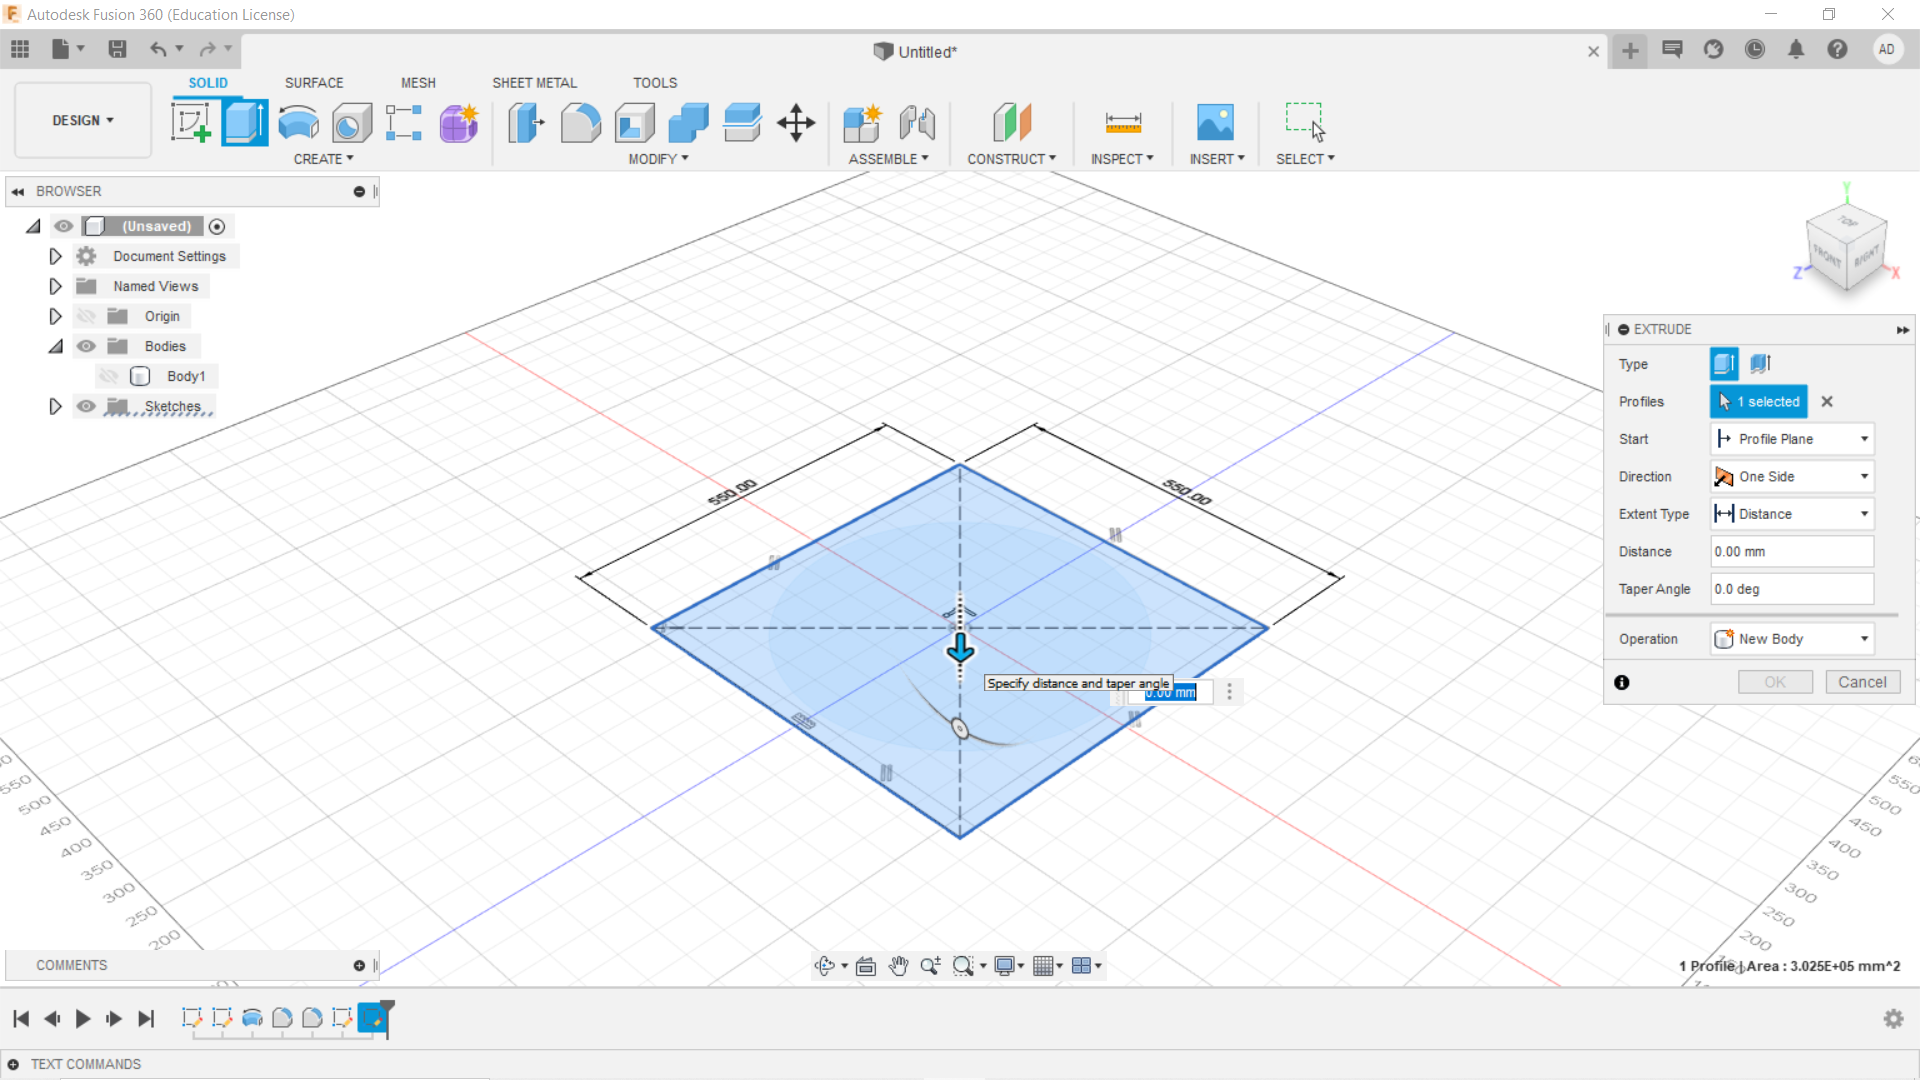 Autodesk Fusion 360 (Education License)
Untitled*
AD
DESIGN
SOLID
SURFACE
MESH
SHEET METAL
TOOLS
CREATE
MODIFY
ASSEMBLE
CONSTRUCT
INSPECT
INSERT
SELECT
BROWSER
(Unsaved)
Document Settings
Named Views
Origin
Bodies
Body1
Sketches
Y
TOP
FRONT
RIGHT
Z
X
EXTRUDE
Type
Profiles
1 selected
Start
Profile Plane
Direction
One Side
Extent Type
Distance
Distance
0.00 mm
Taper Angle
0.0 deg
Operation
New Body
OK
Cancel
550.00
550.00
Specify distance and taper angle
0.00 mm
550
500
450
400
350
300
250
200
550
500
450
400
350
300
250
200
COMMENTS
1 Profile | Area : 3.025E+05 mm^2
TEXT COMMANDS